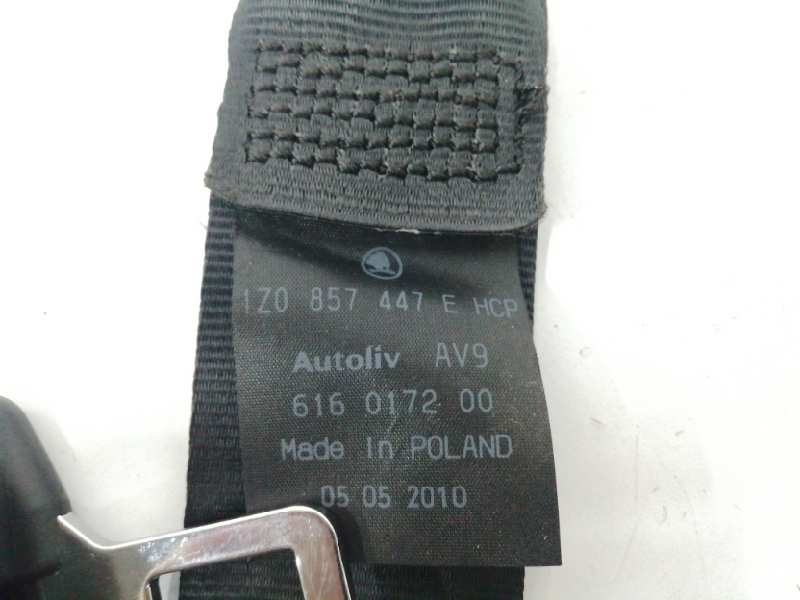 1Z0 857 447 E HCP
Autoliv AV9
616 0172 00
Made In POLAND
05 05 2010